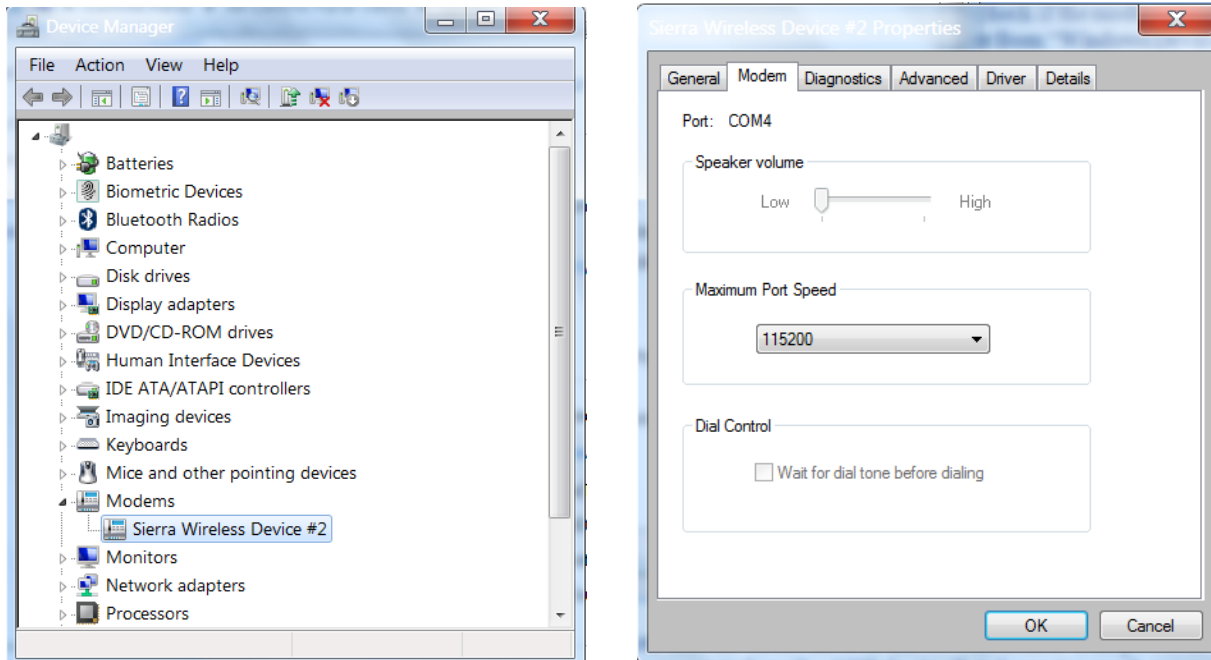 Device Manager
File Action View Help
Batteries
Biometric Devices
Bluetooth Radios
Computer
Disk drives
Display adapters
DVD/CD-ROM drives
Human Interface Devices
IDE ATA/ATAPI controllers
Imaging devices
Keyboards
Mice and other pointing devices
Modems
Sierra Wireless Device #2
Monitors
Network adapters
Processors
Sierra Wireless Device #2 Properties
General Modem Diagnostics Advanced Driver Details
Port: COM4
Speaker volume
Low High
Maximum Port Speed
115200
Dial Control
Wait for dial tone before dialing
OK Cancel